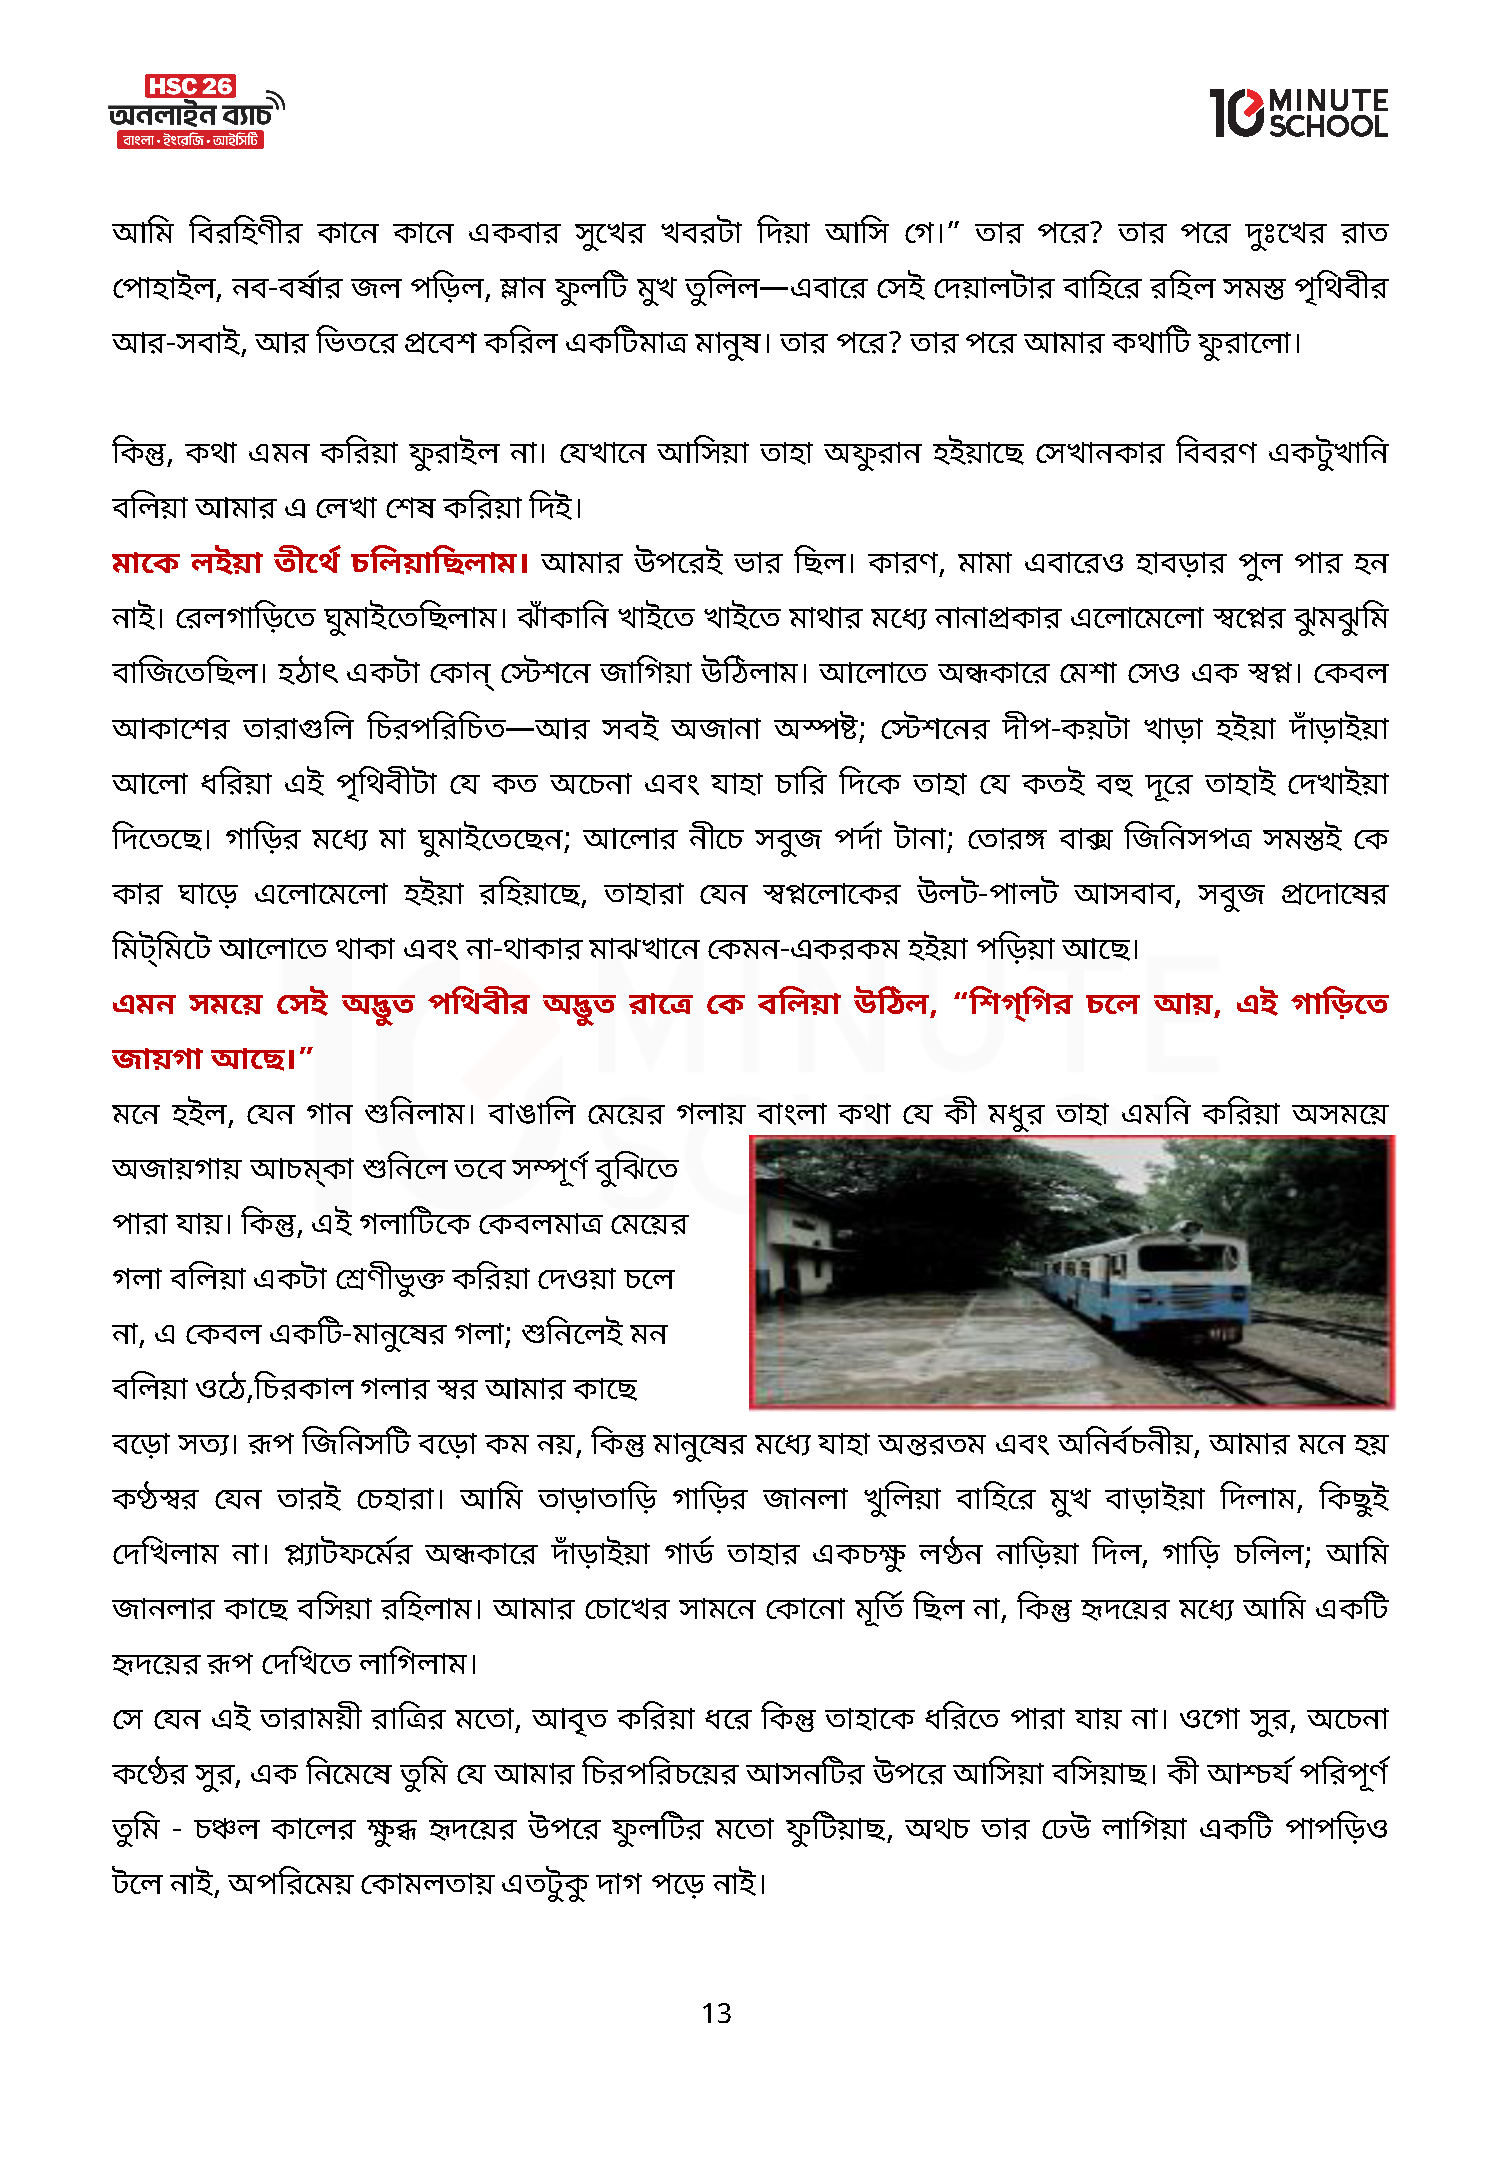 HSC 26
অনলাইন ব্যাচ
বাংলা • ইংরেজি • আইসিটি
10 MINUTE SCHOOL
আমি বিরহিণীর কানে কানে একবার সুখের খবরটা দিয়া আসি গে।” তার পরে? তার পরে দুঃখের রাত
পোহাইল, নব-বর্ষার জল পড়িল, ম্লান ফুলটি মুখ তুলিল—এবারে সেই দেয়ালটার বাহিরে রহিল সমস্ত পৃথিবীর
আর-সবাই, আর ভিতরে প্রবেশ করিল একটিমাত্র মানুষ। তার পরে? তার পরে আমার কথাটি ফুরালো।
কিন্তু, কথা এমন করিয়া ফুরাইল না। যেখানে আসিয়া তাহা অফুরান হইয়াছে সেখানকার বিবরণ একটুখানি
বলিয়া আমার এ লেখা শেষ করিয়া দিই।
মাকে লইয়া তীর্থে চলিয়াছিলাম। আমার উপরেই ভার ছিল। কারণ, মামা এবারেও হাবড়ার পুল পার হন
নাই। রেলগাড়িতে ঘুমাইতেছিলাম। ঝাঁকানি খাইতে খাইতে মাথার মধ্যে নানাপ্রকার এলোমেলো স্বপ্নের ঝুমঝুমি
বাজিতেছিল। হঠাৎ একটা কোন্ স্টেশনে জাগিয়া উঠিলাম। আলোতে অন্ধকারে মেশা সেও এক স্বপ্ন। কেবল
আকাশের তারাগুলি চিরপরিচিত—আর সবই অজানা অস্পষ্ট; স্টেশনের দীপ-কয়টা খাড়া হইয়া দাঁড়াইয়া
আলো ধরিয়া এই পৃথিবীটা যে কত অচেনা এবং যাহা চারি দিকে তাহা যে কতই বহু দূরে তাহাই দেখাইয়া
দিতেছে। গাড়ির মধ্যে মা ঘুমাইতেছেন; আলোর নীচে সবুজ পর্দা টানা; তোরঙ্গ বাক্স জিনিসপত্র সমস্তই কে
কার ঘাড়ে এলোমেলো হইয়া রহিয়াছে, তাহারা যেন স্বপ্নলোকের উলট-পালট আসবাব, সবুজ প্রদোষের
মিট্‌মিটে আলোতে থাকা এবং না-থাকার মাঝখানে কেমন-একরকম হইয়া পড়িয়া আছে।
এমন সময়ে সেই অদ্ভুত পথিবীর অদ্ভুত রাত্রে কে বলিয়া উঠিল, “শিগ্‌গির চলে আয়, এই গাড়িতে
জায়গা আছে।”
মনে হইল, যেন গান শুনিলাম। বাঙালি মেয়ের গলায় বাংলা কথা যে কী মধুর তাহা এমনি করিয়া অসময়ে
অজায়গায় আচম্‌কা শুনিলে তবে সম্পূর্ণ বুঝিতে
পারা যায়। কিন্তু, এই গলাটিকে কেবলমাত্র মেয়ের
গলা বলিয়া একটা শ্রেণীভুক্ত করিয়া দেওয়া চলে
না, এ কেবল একটি-মানুষের গলা; শুনিলেই মন
বলিয়া ওঠে,চিরকাল গলার স্বর আমার কাছে
বড়ো সত্য। রূপ জিনিসটি বড়ো কম নয়, কিন্তু মানুষের মধ্যে যাহা অন্তরতম এবং অনির্বচনীয়, আমার মনে হয়
কণ্ঠস্বর যেন তারই চেহারা। আমি তাড়াতাড়ি গাড়ির জানলা খুলিয়া বাহিরে মুখ বাড়াইয়া দিলাম, কিছুই
দেখিলাম না। প্ল্যাটফর্মের অন্ধকারে দাঁড়াইয়া গার্ড তাহার একচক্ষু লণ্ঠন নাড়িয়া দিল, গাড়ি চলিল; আমি
জানলার কাছে বসিয়া রহিলাম। আমার চোখের সামনে কোনো মূর্তি ছিল না, কিন্তু হৃদয়ের মধ্যে আমি একটি
হৃদয়ের রূপ দেখিতে লাগিলাম।
সে যেন এই তারাময়ী রাত্রির মতো, আবৃত করিয়া ধরে কিন্তু তাহাকে ধরিতে পারা যায় না। ওগো সুর, অচেনা
কণ্ঠের সুর, এক নিমেষে তুমি যে আমার চিরপরিচয়ের আসনটির উপরে আসিয়া বসিয়াছ। কী আশ্চর্য পরিপূর্ণ
তুমি - চঞ্চল কালের ক্ষুব্ধ হৃদয়ের উপরে ফুলটির মতো ফুটিয়াছ, অথচ তার ঢেউ লাগিয়া একটি পাপড়িও
টলে নাই, অপরিমেয় কোমলতায় এতটুকু দাগ পড়ে নাই।
13